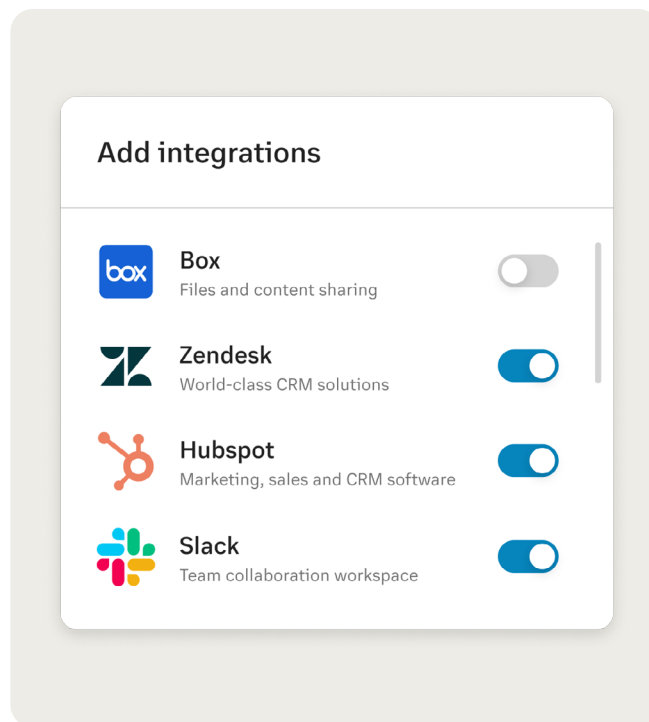 Add integrations
box
Box
Files and content sharing
Zendesk
World-class CRM solutions
Hubspot
Marketing, sales and CRM software
Slack
Team collaboration workspace